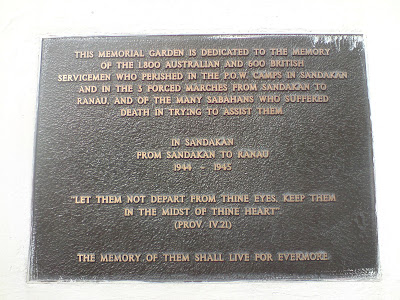 THIS MEMORIAL GARDEN IS DEDICATED TO THE MEMORY
OF THE 1,800 AUSTRALIAN AND 600 BRITISH
SERVICEMEN WHO PERISHED IN THE P.O.W. CAMPS IN SANDAKAN
AND IN THE 3 FORCED MARCHES FROM SANDAKAN TO
RANAU, AND OF THE MANY SABAHANS WHO SUFFERED
DEATH IN TRYING TO ASSIST THEM.
IN SANDAKAN
FROM SANDAKAN TO RANAU
1944 - 1945
"LET THEM NOT DEPART FROM THINE EYES, KEEP THEM
IN THE MIDST OF THINE HEART"
(PROV. IV.21)
THE MEMORY OF THEM SHALL LIVE FOR EVERMORE.